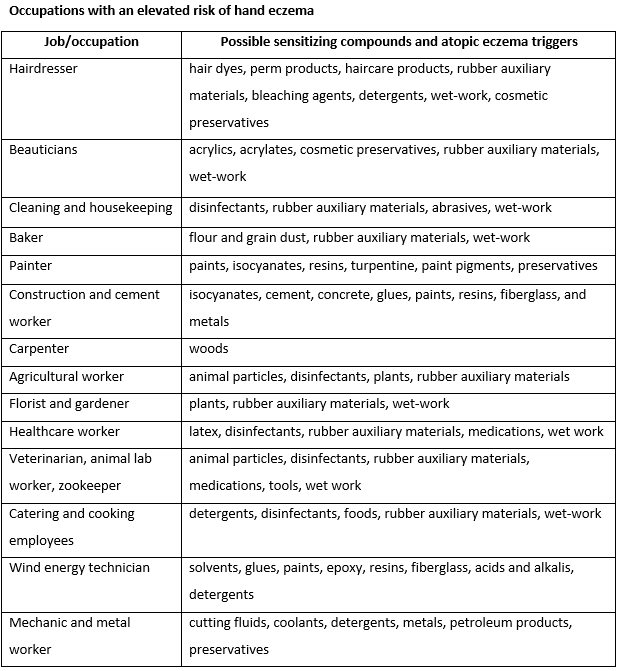 Occupations with an elevated risk of hand eczema
Job/occupation
Possible sensitizing compounds and atopic eczema triggers
Hairdresser
hair dyes, perm products, haircare products, rubber auxiliary
materials, bleaching agents, detergents, wet-work, cosmetic
preservatives
Beauticians
acrylics, acrylates, cosmetic preservatives, rubber auxiliary materials,
wet-work
Cleaning and housekeeping
disinfectants, rubber auxiliary materials, abrasives, wet-work
Baker
flour and grain dust, rubber auxiliary materials, wet-work
Painter
paints, isocyanates, resins, turpentine, paint pigments, preservatives
Construction and cement
worker
isocyanates, cement, concrete, glues, paints, resins, fiberglass, and
metals
Carpenter
woods
Agricultural worker
animal particles, disinfectants, plants, rubber auxiliary materials
Florist and gardener
plants, rubber auxiliary materials, wet-work
Healthcare worker
latex, disinfectants, rubber auxiliary materials, medications, wet work
Veterinarian, animal lab
worker, zookeeper
animal particles, disinfectants, rubber auxiliary materials,
medications, tools, wet work
Catering and cooking
employees
detergents, disinfectants, foods, rubber auxiliary materials, wet-work
Wind energy technician
solvents, glues, paints, epoxy, resins, fiberglass, acids and alkalis,
detergents
Mechanic and metal
worker
cutting fluids, coolants, detergents, metals, petroleum products,
preservatives